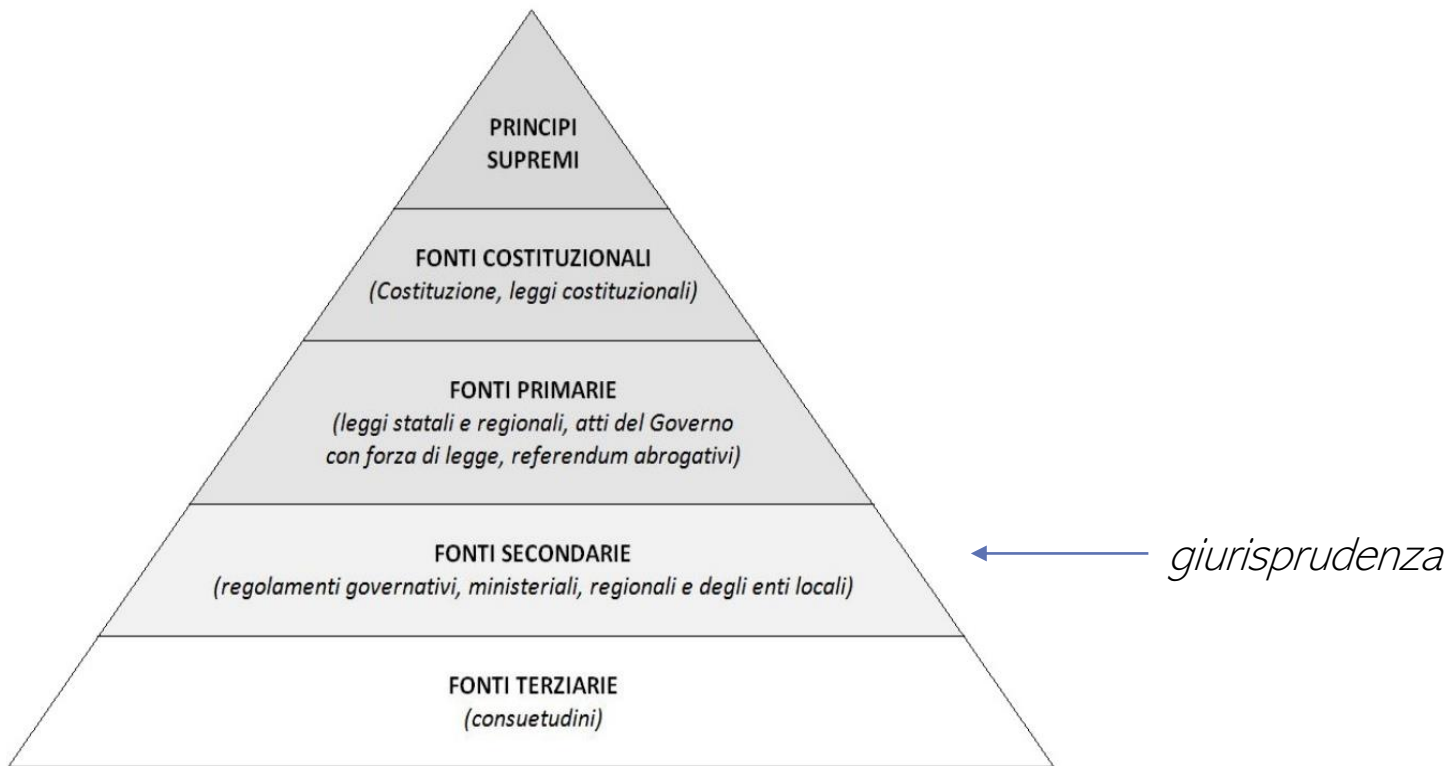 PRINCIPI
SUPREMI
FONTI COSTITUZIONALI
(Costituzione, leggi costituzionali)
FONTI PRIMARIE
(leggi statali e regionali, atti del Governo
con forza di legge, referendum abrogativi)
FONTI SECONDARIE
(regolamenti governativi, ministeriali, regionali e degli enti locali)
giurisprudenza
FONTI TERZIARIE
(consuetudini)